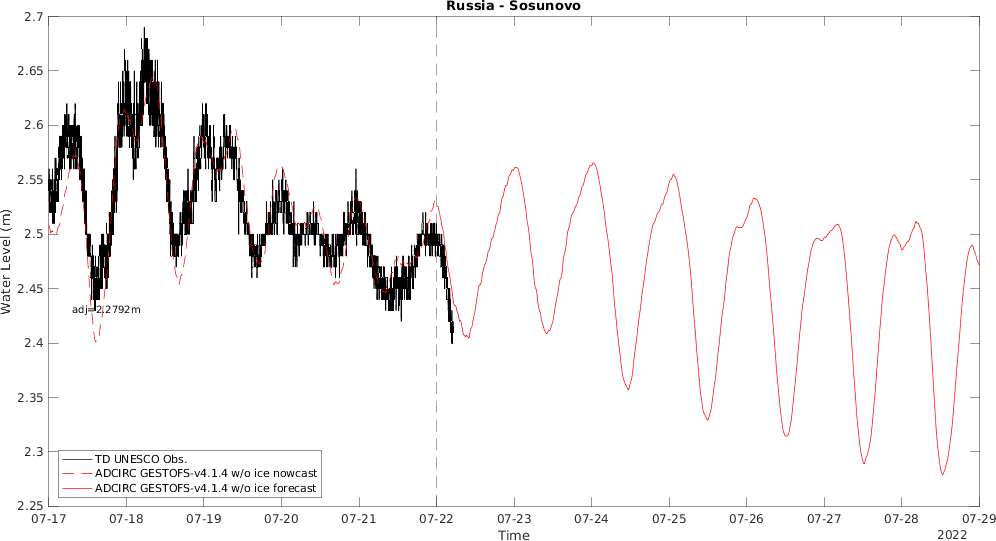 Russia - Sosunovo
2.7
2.65
2.6
2.55
2.5
2.45
2.4
2.35
2.3
2.25
Water Level (m)
adj=2.2792m
TD UNESCO Obs.
ADCIRC GESTOFS-v4.1.4 w/o ice nowcast
ADCIRC GESTOFS-v4.1.4 w/o ice forecast
07-17 07-18 07-19 07-20 07-21 07-22 07-23 07-24 07-25 07-26 07-27 07-28 07-29
Time
2022